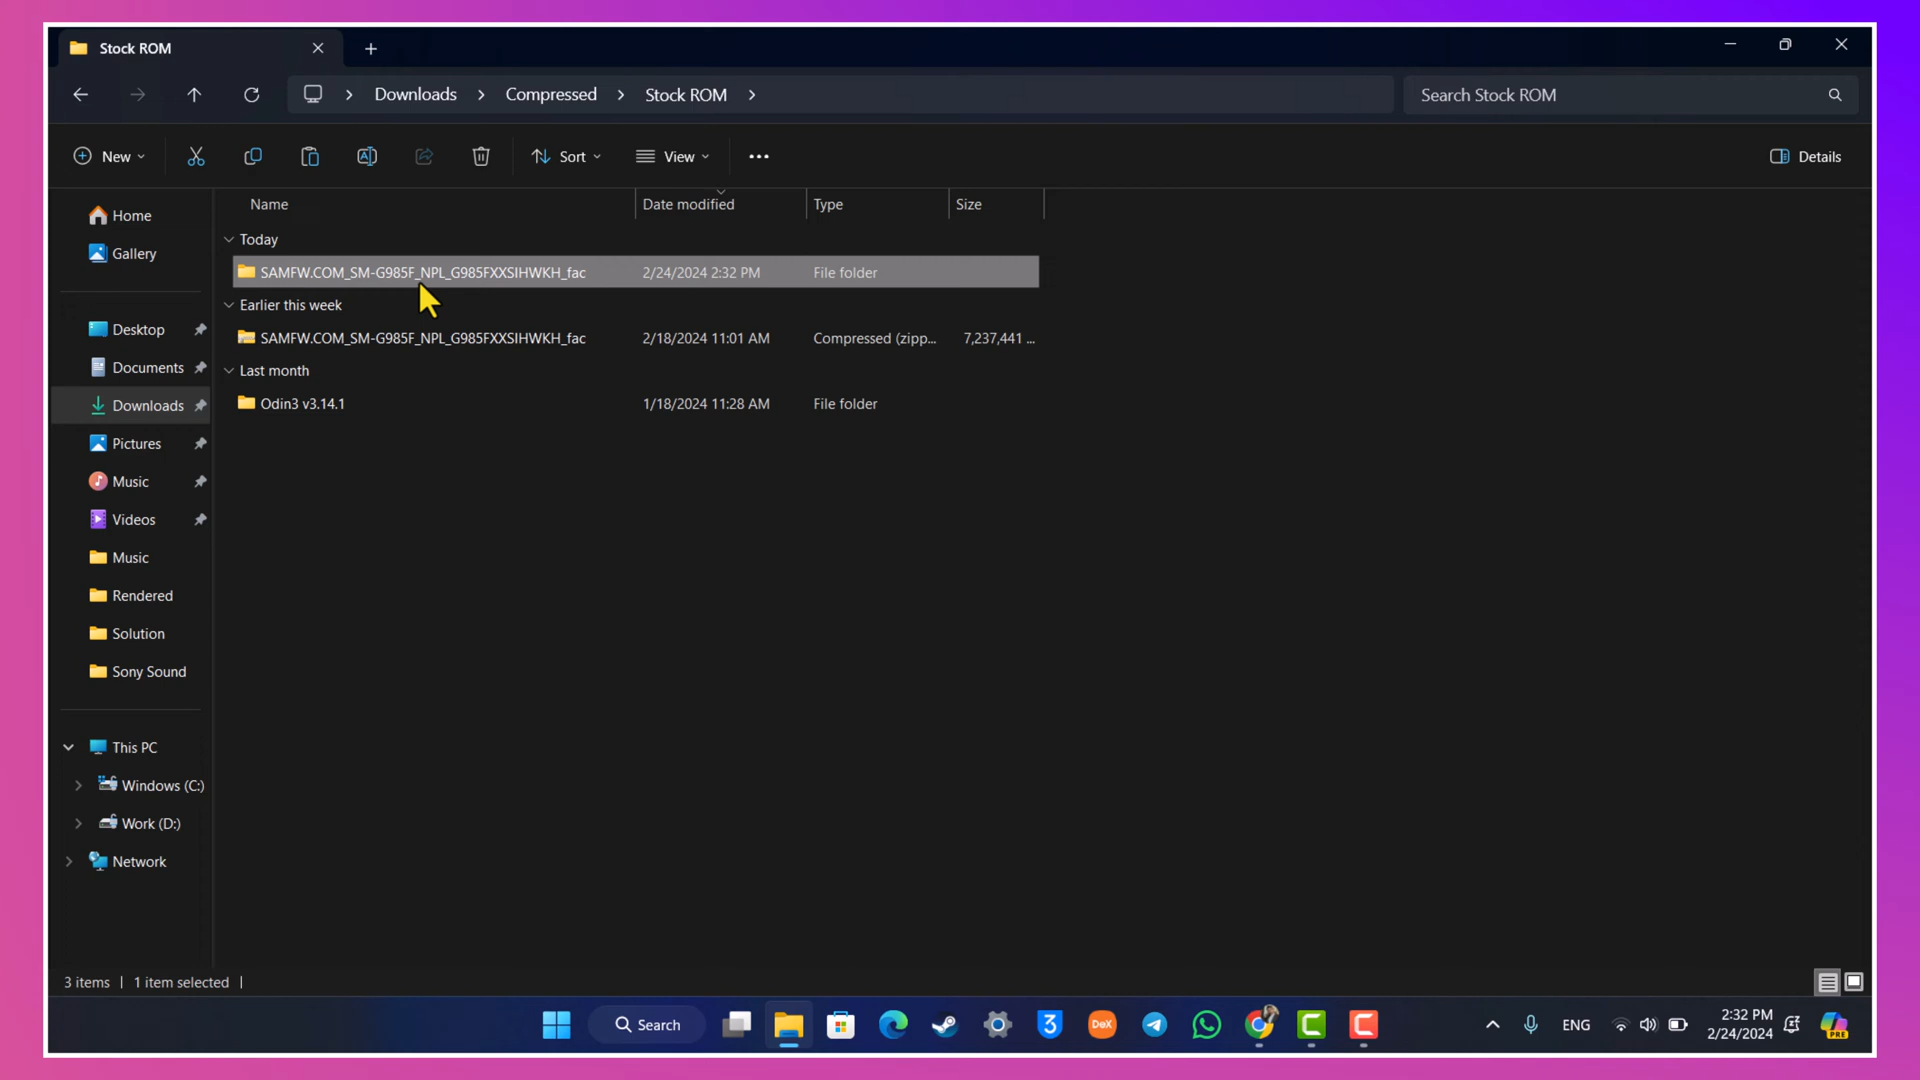 Stock ROM
Downloads
Compressed
Stock ROM
Search Stock ROM
New
Sort
View
Details
Name
Date modified
Type
Size
Today
SAMFW.COM_SM-G985F_NPL_G985FXXSIHWKH_fac
2/24/2024 2:32 PM
File folder
Earlier this week
SAMFW.COM_SM-G985F_NPL_G985FXXSIHWKH_fac
2/18/2024 11:01 AM
Compressed (zipp...
7,237,441 ...
Last month
Odin3 v3.14.1
1/18/2024 11:28 AM
File folder
Home
Gallery
Desktop
Documents
Downloads
Pictures
Music
Videos
Music
Rendered
Solution
Sony Sound
This PC
Windows (C:)
Work (D:)
Network
3 items
1 item selected
Search
3
DeX
C
C
ENG
2:32 PM
2/24/2024
PRE